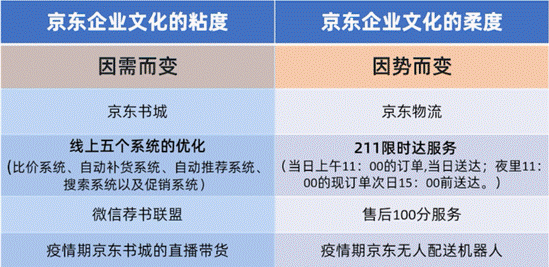 京东企业文化的粘度
京东企业文化的柔度
因需而变
因势而变
京东书城
京东物流
线上五个系统的优化
(比价系统、自动补货系统、自动推荐系统、
搜索系统以及促销系统)
211限时达服务
(当日上午11：00的订单,当日送达；夜里11：
00的现订单次日15：00前送达。)
微信荐书联盟
售后100分服务
疫情期京东书城的直播带货
疫情期京东无人配送机器人